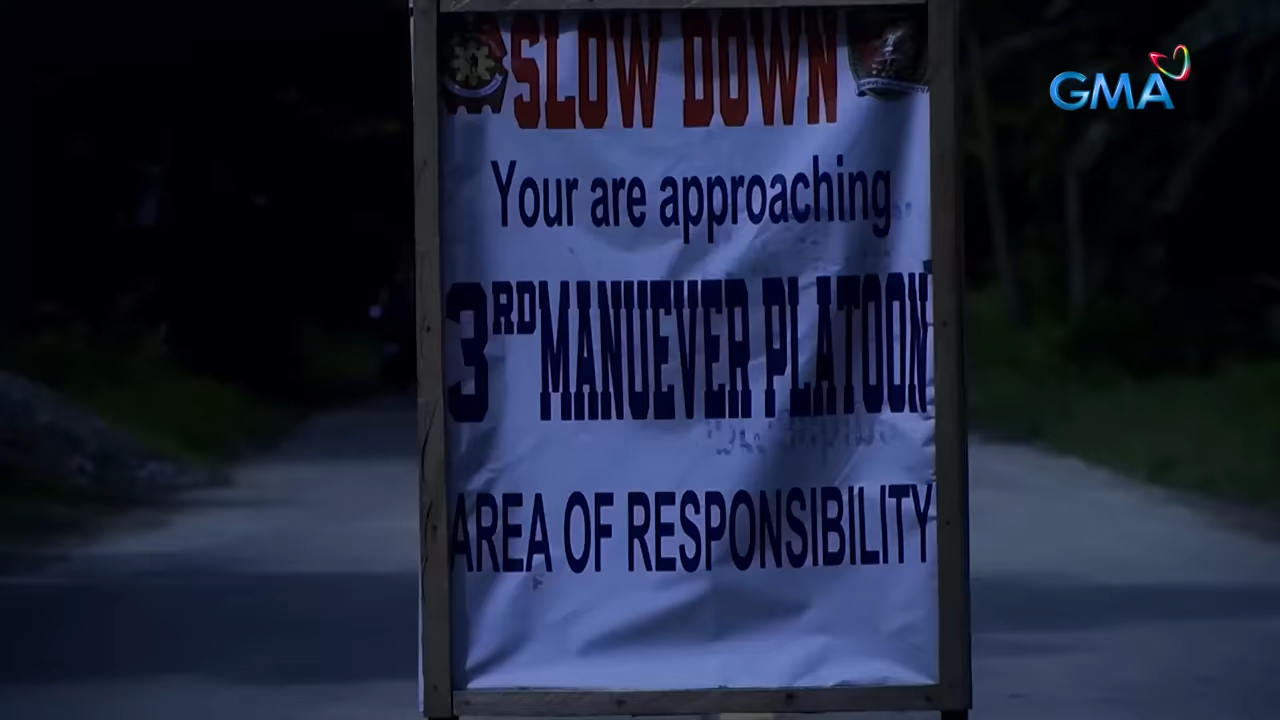 GMA
SLOW DOWN
Your are approaching
3RD MANUEVER PLATOON
AREA OF RESPONSIBILITY